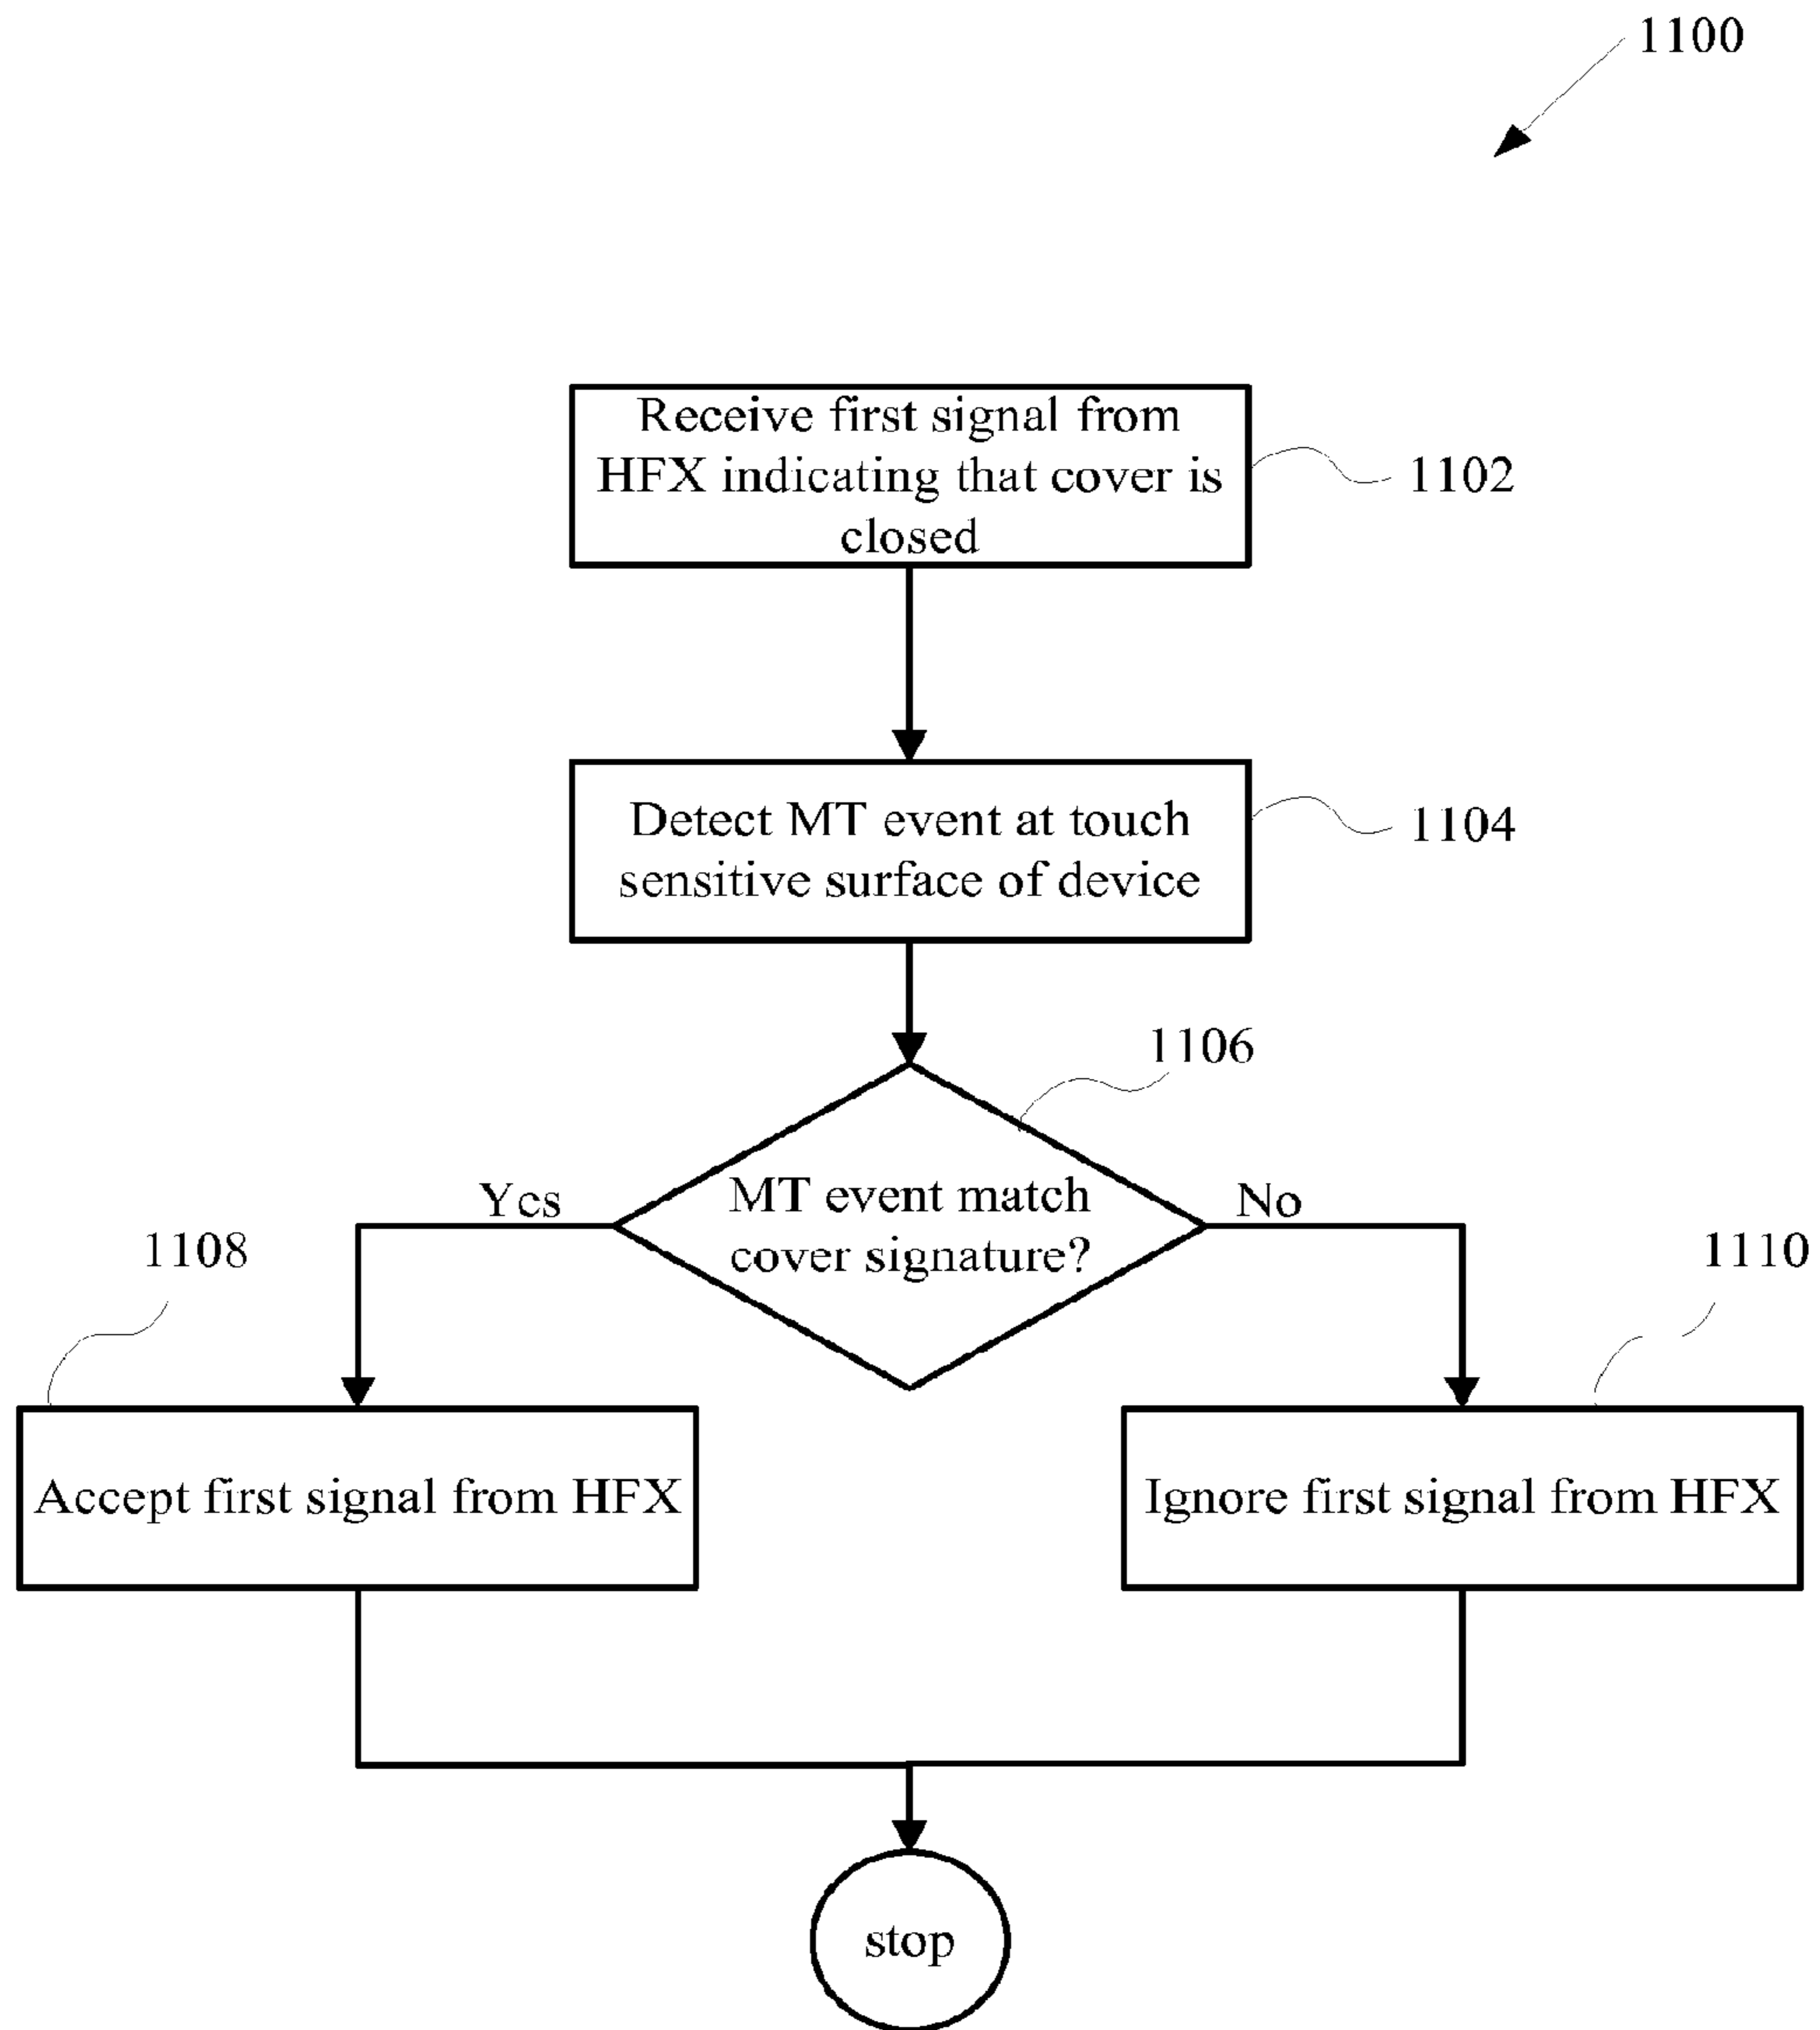 1100
Receive first signal from
HFX indicating that cover is
closed
1102
Detect MT event at touch
sensitive surface of device
1104
1106
Yes
MT event match
cover signature?
No
1108
1110
Accept first signal from HFX
Ignore first signal from HFX
stop